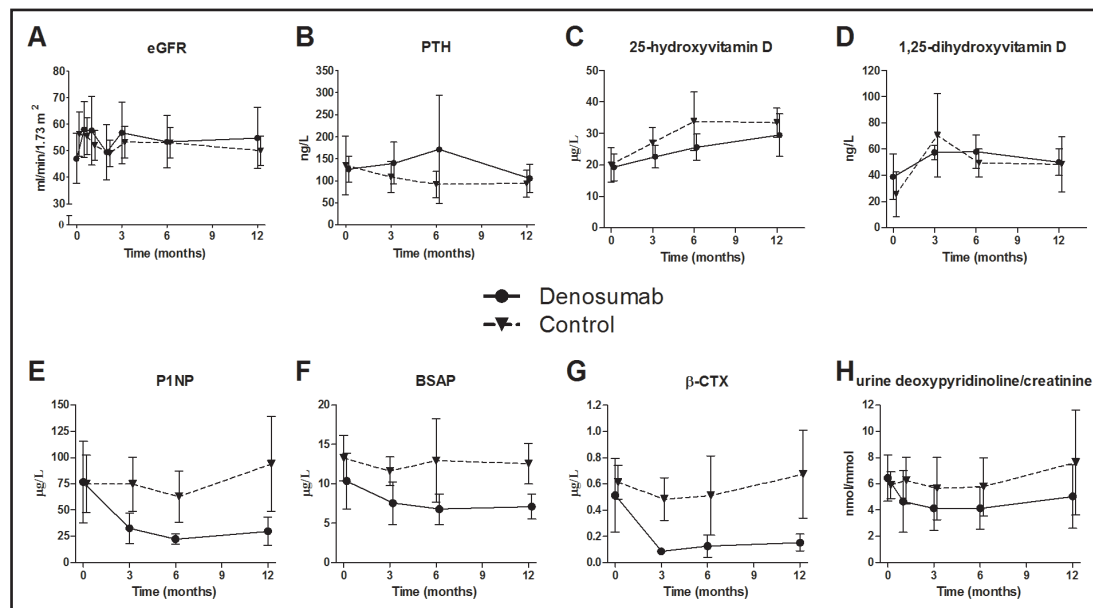 A
eGFR
ml/min/1.73 m 2
80
70
60
50
40
30
0
0 3 6 9 12
Time (months)
B
PTH
ng/L
350
300
250
200
150
100
50
0
0 3 6 9 12
Time (months)
C
25-hydroxyvitamin D
μg/L
40
30
20
10
0
0 3 6 9 12
Time (months)
D
1,25-dihydroxyvitamin D
ng/L
120
100
80
60
40
20
0
0 3 6 9 12
Time (months)
Denosumab
Control
E
P1NP
μg/L
150
125
100
75
50
25
0
0 3 6 9 12
Time (months)
F
BSAP
μg/L
20
15
10
5
0
0 3 6 9 12
Time (months)
G
β-CTX
μg/L
1.2
1.0
0.8
0.6
0.4
0.2
0.0
0 3 6 9 12
Time (months)
H
urine deoxypyridinoline/creatinine
nmol/mmol
12
10
8
6
4
2
0
0 3 6 9 12
Time (months)